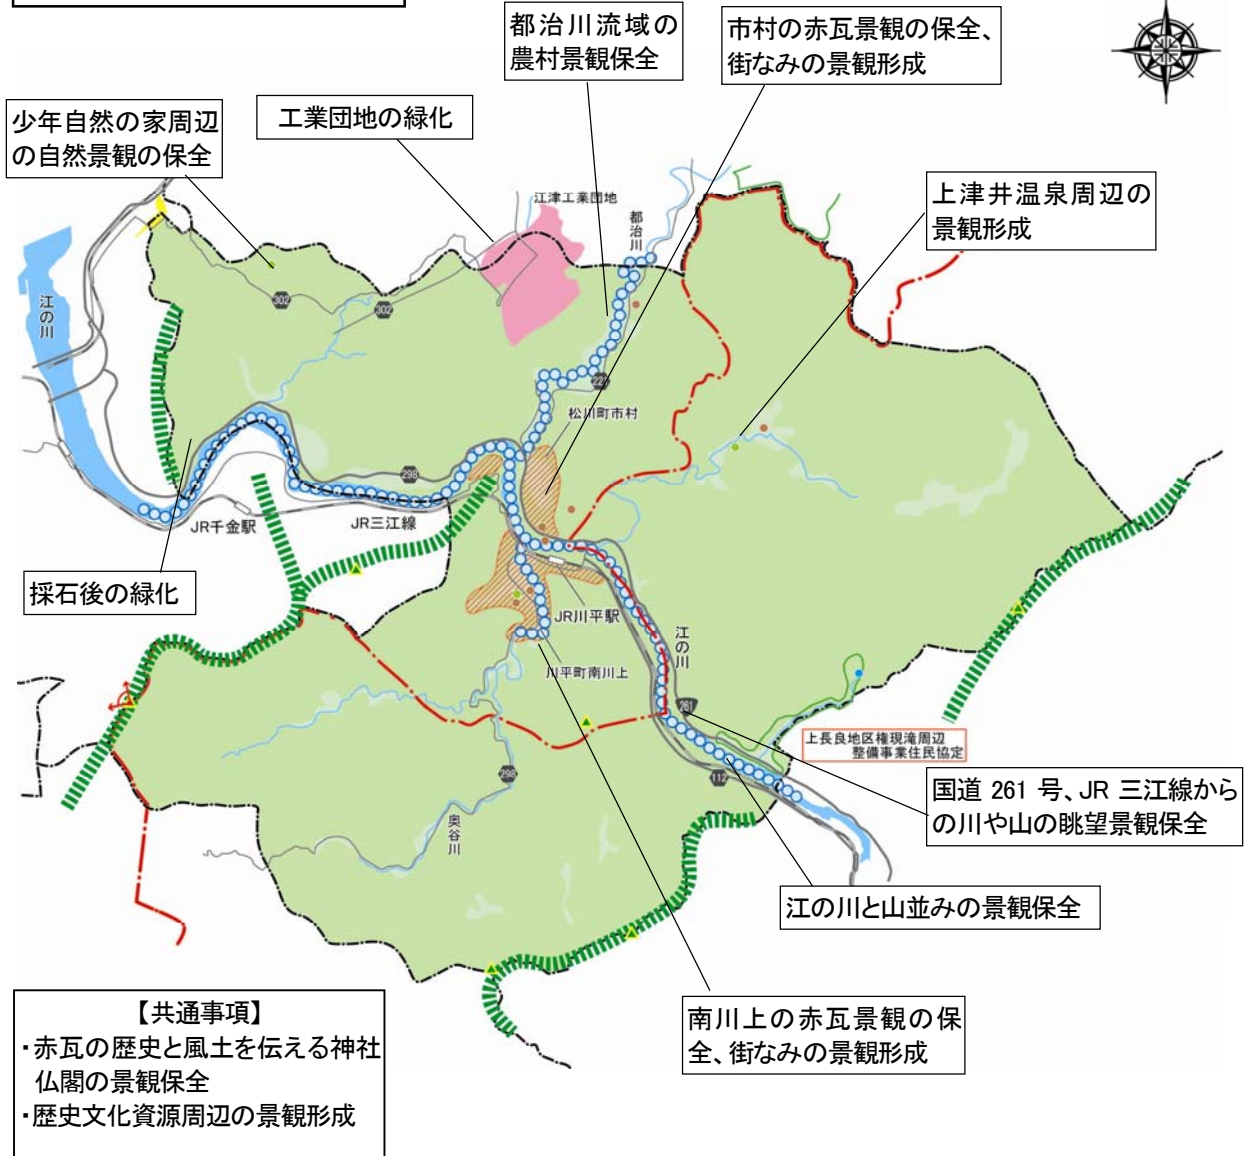 都治川流域の
農村景観保全
市村の赤瓦景観の保全、
街なみの景観形成
少年自然の家周辺
の自然景観の保全
工業団地の緑化
上津井温泉周辺の
景観形成
江津工業団地
都治川
江の川
302
302
227
松川町市村
298
JR千金駅
JR三江線
採石後の緑化
JR川平駅
江の川
川平町南川上
261
上長良地区権現滝周辺
整備事業住民協定
298
112
国道 261 号、JR 三江線から
の川や山の眺望景観保全
奥谷川
江の川と山並みの景観保全
南川上の赤瓦景観の保
全、街なみの景観形成
【共通事項】
・赤瓦の歴史と風土を伝える神社
仏閣の景観保全
・歴史文化資源周辺の景観形成